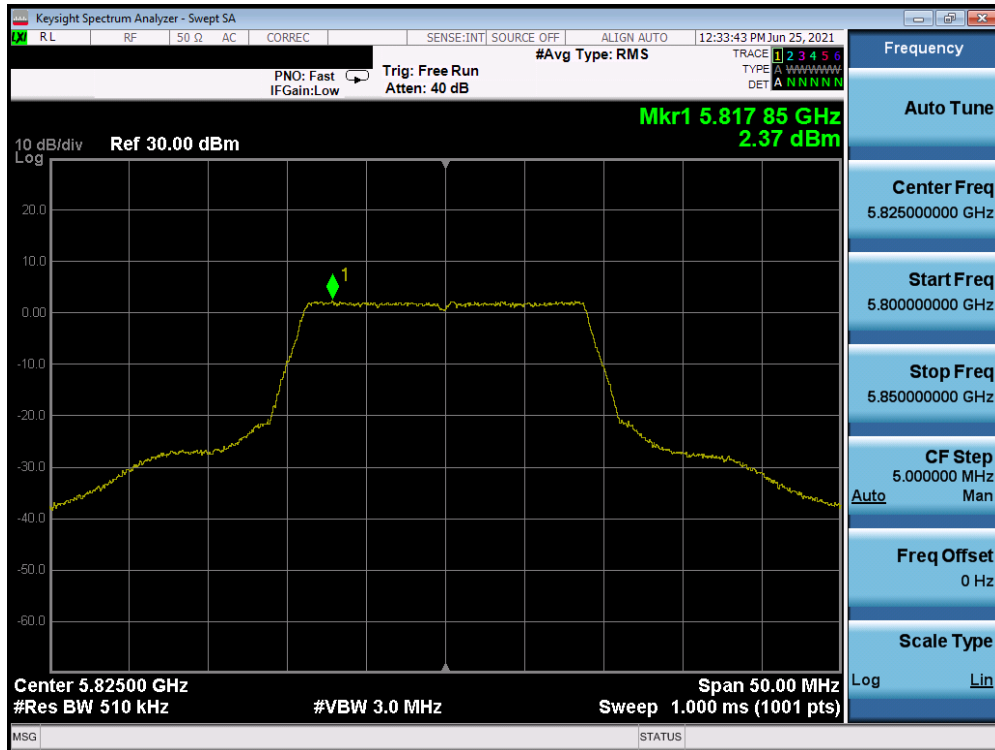 Keysight Spectrum Analyzer - Swept SA
LXI RL RF 50 Ω AC CORREC SENSE:INT SOURCE OFF ALIGN AUTO 12:33:43 PM Jun 25, 2021
#Avg Type: RMS
TRACE 1 2 3 4 5 6
PNO: Fast Trig: Free Run
TYPE A WWWWW
IFGain:Low Atten: 40 dB
DET A N N N N N
Mkr1 5.817 85 GHz
2.37 dBm
10 dB/div Ref 30.00 dBm
Log
20.0
10.0
1
0.00
-10.0
-20.0
-30.0
-40.0
-50.0
-60.0
Center 5.82500 GHz Span 50.00 MHz
#Res BW 510 kHz #VBW 3.0 MHz Sweep 1.000 ms (1001 pts)
MSG STATUS
Frequency
Auto Tune
Center Freq
5.825000000 GHz
Start Freq
5.800000000 GHz
Stop Freq
5.850000000 GHz
CF Step
5.000000 MHz
Auto Man
Freq Offset
0 Hz
Scale Type
Log Lin